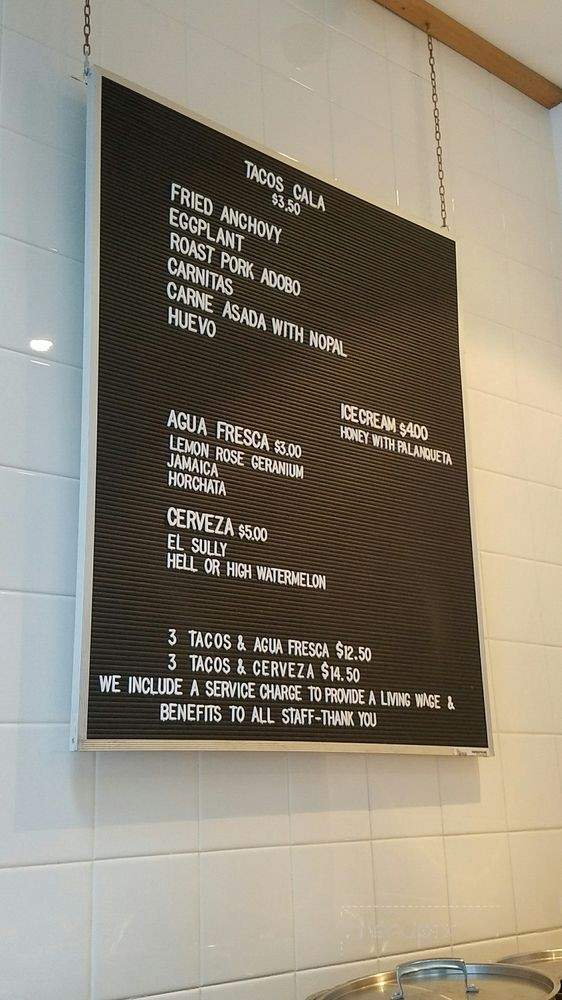 TACOS CALA
$3.50
FRIED ANCHOVY
EGGPLANT
ROAST PORK ADOBO
CARNITAS
CARNE ASADA WITH NOPAL
HUEVO
AGUA FRESCA $3.00
LEMON ROSE GERANIUM
JAMAICA
HORCHATA
ICECREAM $4.00
HONEY WITH PALANQUETA
CERVEZA $5.00
EL SULLY
HELL OR HIGH WATERMELON
3 TACOS & AGUA FRESCA $12.50
3 TACOS & CERVEZA $14.50
WE INCLUDE A SERVICE CHARGE TO PROVIDE A LIVING WAGE &
BENEFITS TO ALL STAFF-THANK YOU